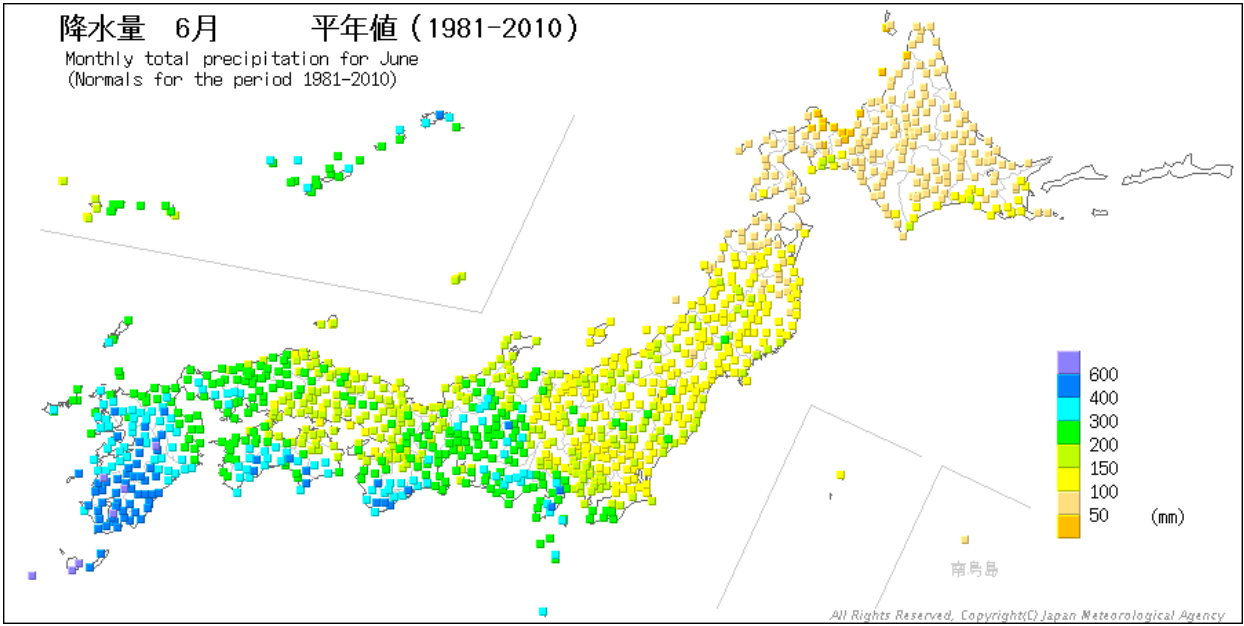 降水量　6月　　　平年値（1981-2010）
Monthly total precipitation for June
(Normals for the period 1981-2010)
600
400
300
200
150
100
50
(mm)
南鳥島
All Rights Reserved, Copyright(C) Japan Meteorological Agency